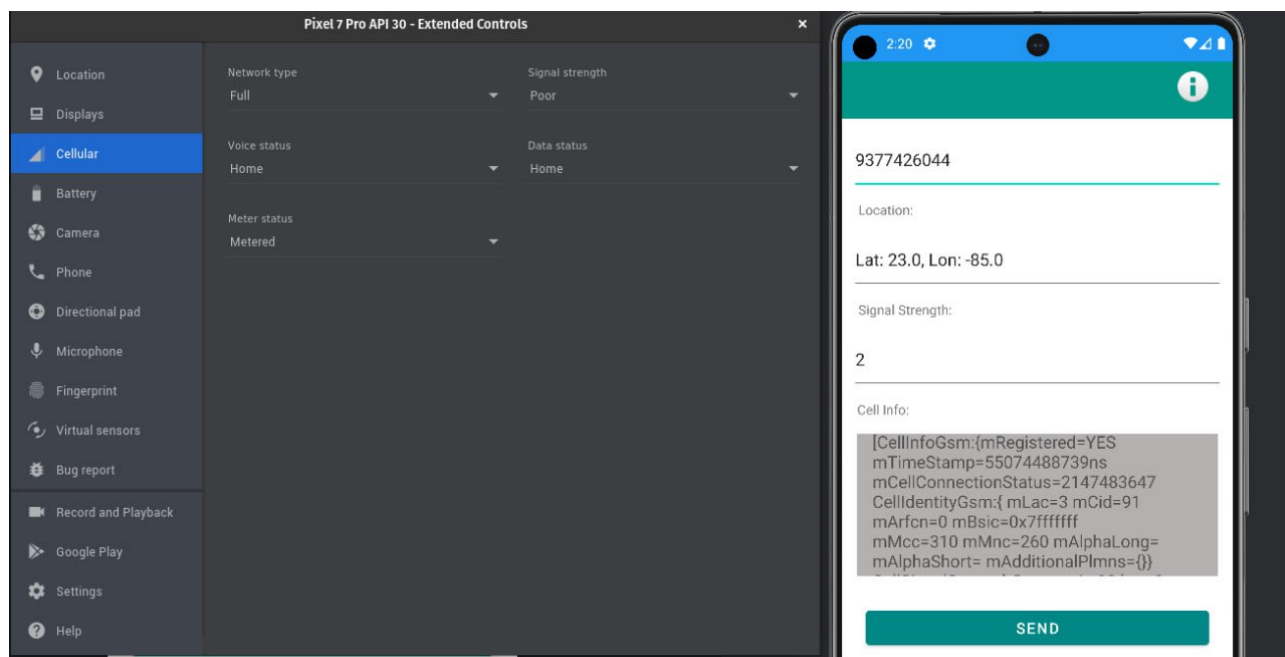 Pixel 7 Pro API 30 - Extended Controls
×
Location
Displays
Cellular
Battery
Camera
Phone
Directional pad
Microphone
Fingerprint
Virtual sensors
Bug report
Record and Playback
Google Play
Settings
Help
Network type
Full
Signal strength
Poor
Voice status
Home
Data status
Home
Meter status
Metered
2:20
9377426044
Location:
Lat: 23.0, Lon: -85.0
Signal Strength:
2
Cell Info:
[CellInfoGsm:{mRegistered=YES
mTimeStamp=55074488739ns
mCellConnectionStatus=2147483647
CellIdentityGsm:{ mLac=3 mCid=91
mArfcn=0 mBsic=0x7fffffff
mMcc=310 mMnc=260 mAlphaLong=
mAlphaShort= mAdditionalPlmns={}}
SEND